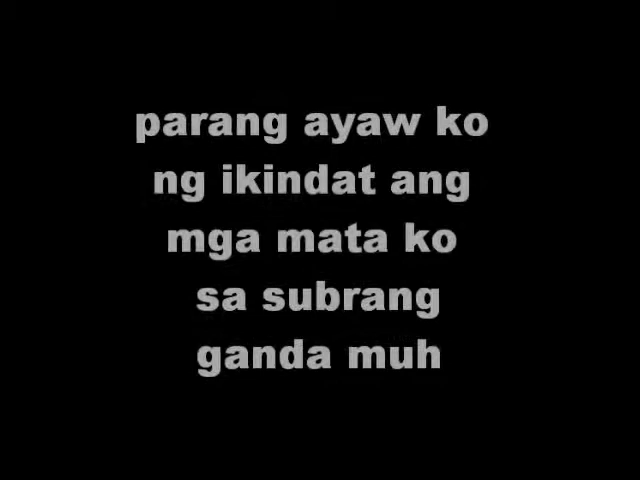 parang ayaw ko
ng ikindat ang
mga mata ko
sa subrang
ganda muh